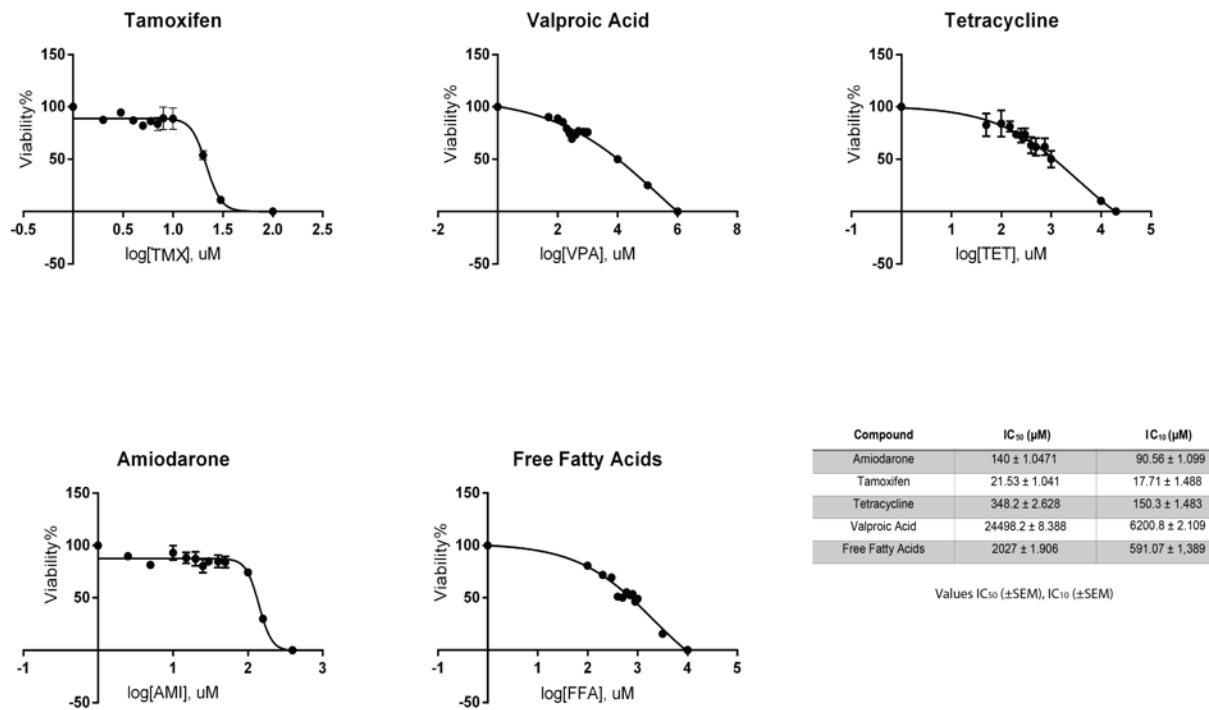 Tamoxifen
150
100
50
0
-50
Viability%
-0.5 0.5 1.0 1.5 2.0 2.5
log[TMX], uM
Valproic Acid
150
100
50
0
-50
Viability%
-2 2 4 6 8
log[VPA], uM
Tetracycline
150
100
50
0
-50
Viability%
-1 1 2 3 4 5
log[TET], uM
Amiodarone
150
100
50
0
-50
Viability%
-1 1 2 3
log[AMI], uM
Free Fatty Acids
150
100
50
0
-50
Viability%
-1 1 2 3 4 5
log[FFA], uM
Compound IC₅₀ (µM) IC₁₀ (µM)
Amiodarone 140 ± 1.0471 90.56 ± 1.099
Tamoxifen 21.53 ± 1.041 17.71 ± 1.488
Tetracycline 348.2 ± 2.628 150.3 ± 1.483
Valproic Acid 24498.2 ± 8.388 6200.8 ± 2.109
Free Fatty Acids 2027 ± 1.906 591.07 ± 1,389
Values IC₅₀ (±SEM), IC₁₀ (±SEM)